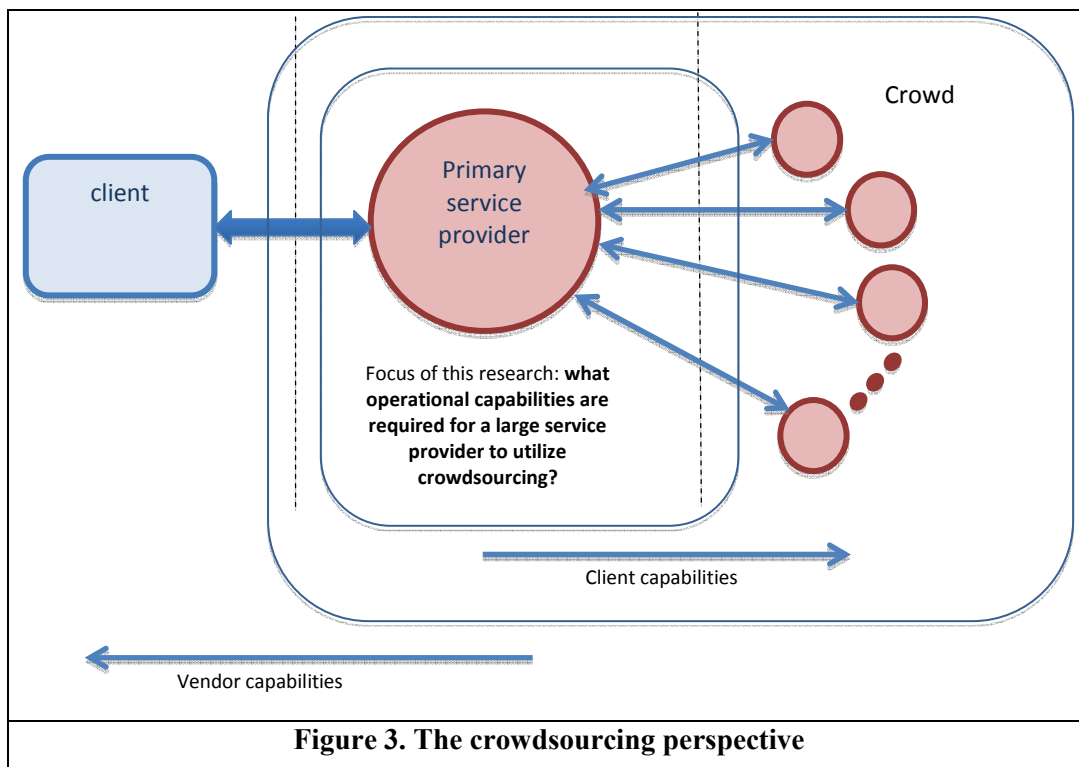 Crowd
client
Primary
service
provider
Focus of this research: what
operational capabilities are
required for a large service
provider to utilize
crowdsourcing?
Client capabilities
Vendor capabilities
Figure 3. The crowdsourcing perspective